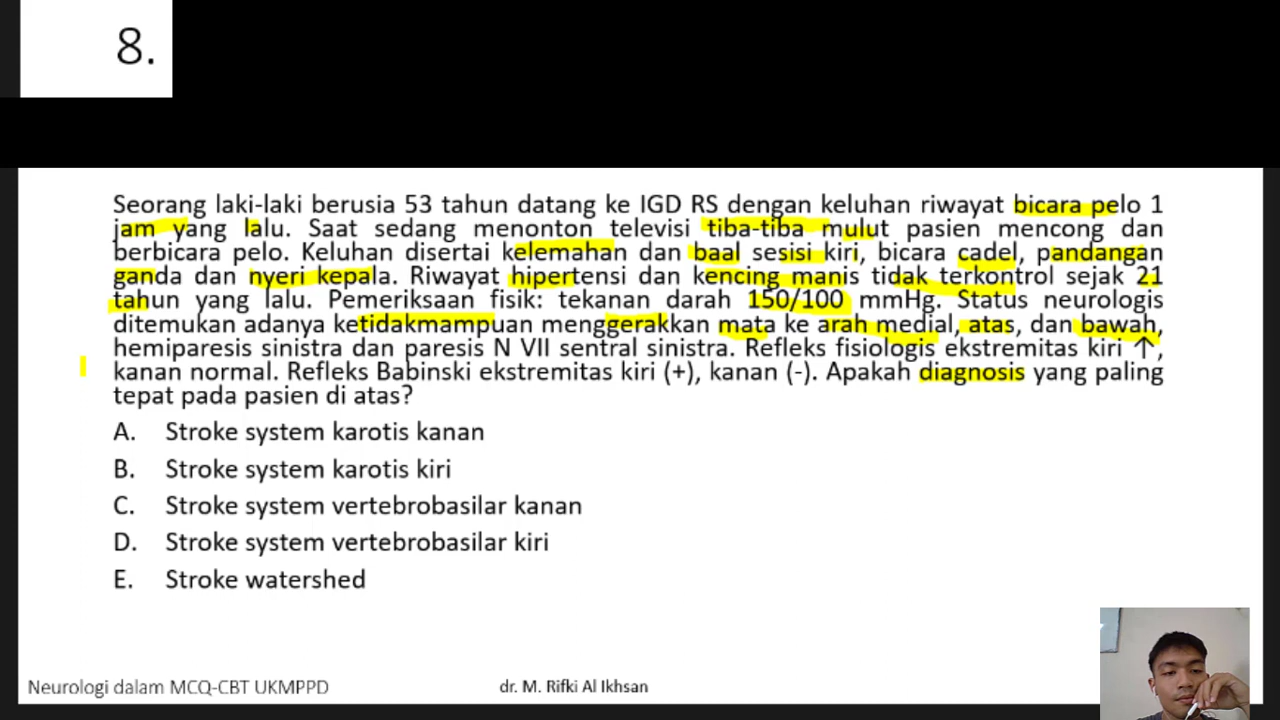 8.
Seorang laki-laki berusia 53 tahun datang ke IGD RS dengan keluhan riwayat bicara pelo 1
jam yang lalu. Saat sedang menonton televisi tiba-tiba mulut pasien mencong dan
berbicara pelo. Keluhan disertai kelemahan dan baal sesisi kiri, bicara cadel, pandangan
ganda dan nyeri kepala. Riwayat hipertensi dan kencing manis tidak terkontrol sejak 21
tahun yang lalu. Pemeriksaan fisik: tekanan darah 150/100 mmHg. Status neurologis
ditemukan adanya ketidakmampuan menggerakkan mata ke arah medial, atas, dan bawah,
hemiparesis sinistra dan paresis N VII sentral sinistra. Refleks fisiologis ekstremitas kiri ↑,
kanan normal. Refleks Babinski ekstremitas kiri (+), kanan (-). Apakah diagnosis yang paling
tepat pada pasien di atas?
A. Stroke system karotis kanan
B. Stroke system karotis kiri
C. Stroke system vertebrobasilar kanan
D. Stroke system vertebrobasilar kiri
E. Stroke watershed
Neurologi dalam MCQ-CBT UKMPPD dr. M. Rifki Al Ikhsan